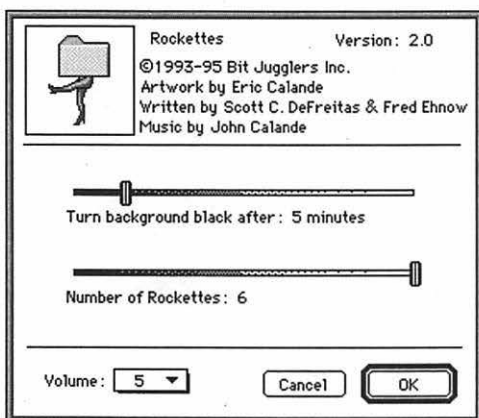 Rockettes Version: 2.0
©1993-95 Bit Jugglers Inc.
Artwork by Eric Calande
Written by Scott C. DeFreitas & Fred Ehnow
Music by John Calande
Turn background black after: 5 minutes
Number of Rockettes: 6
Volume: 5 Cancel OK